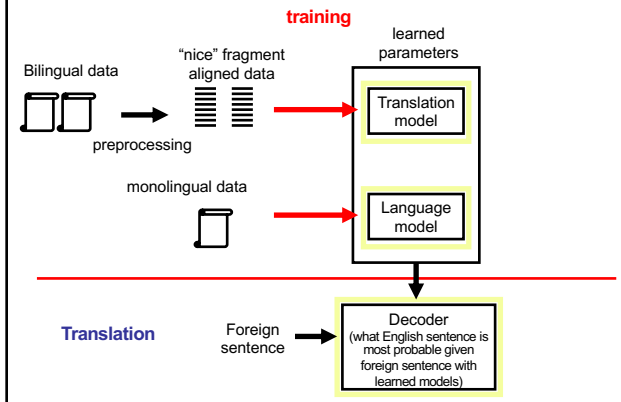 training
learned
parameters
"nice" fragment
aligned data
Bilingual data
preprocessing
Translation
model
monolingual data
Language
model
Translation
Foreign
sentence
Decoder
(what English sentence is
most probable given
foreign sentence with
learned models)